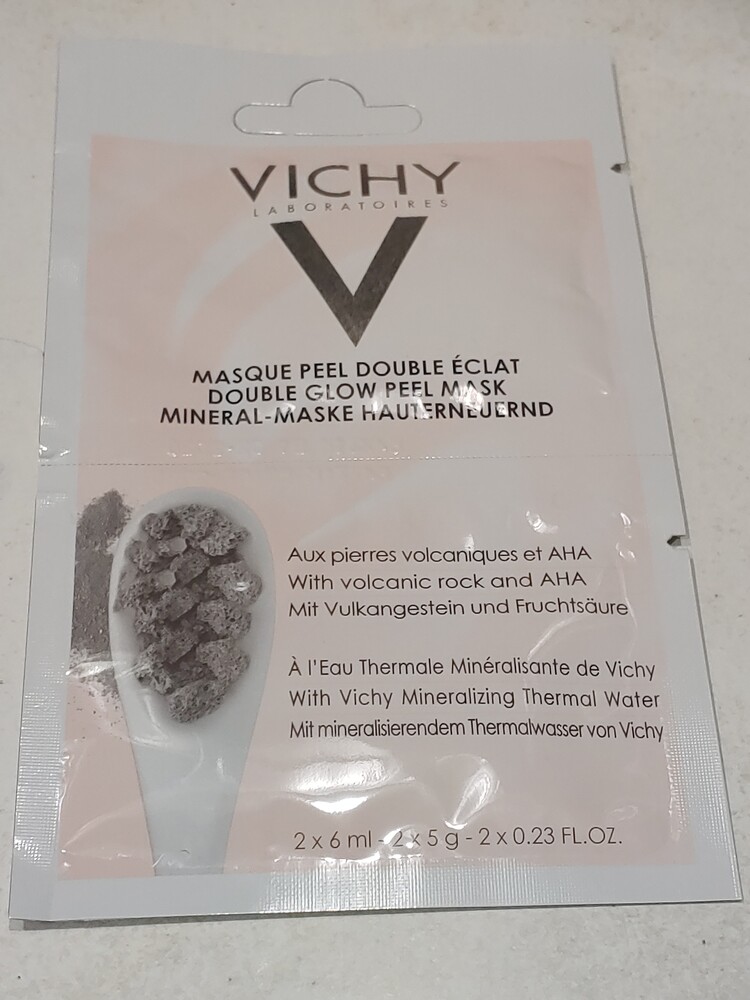 VICHY
LABORATOIRES
V
MASQUE PEEL DOUBLE ÉCLAT
DOUBLE GLOW PEEL MASK
MINERAL-MASKE HAUTERNEUERND
Aux pierres volcaniques et AHA
With volcanic rock and AHA
Mit Vulkangestein und Fruchtsäure
À l'Eau Thermale Minéralisante de Vichy
With Vichy Mineralizing Thermal Water
Mit mineralisierendem Thermalwasser von Vichy
2 x 6 ml - 2 x 5 g - 2 x 0.23 FL.OZ.